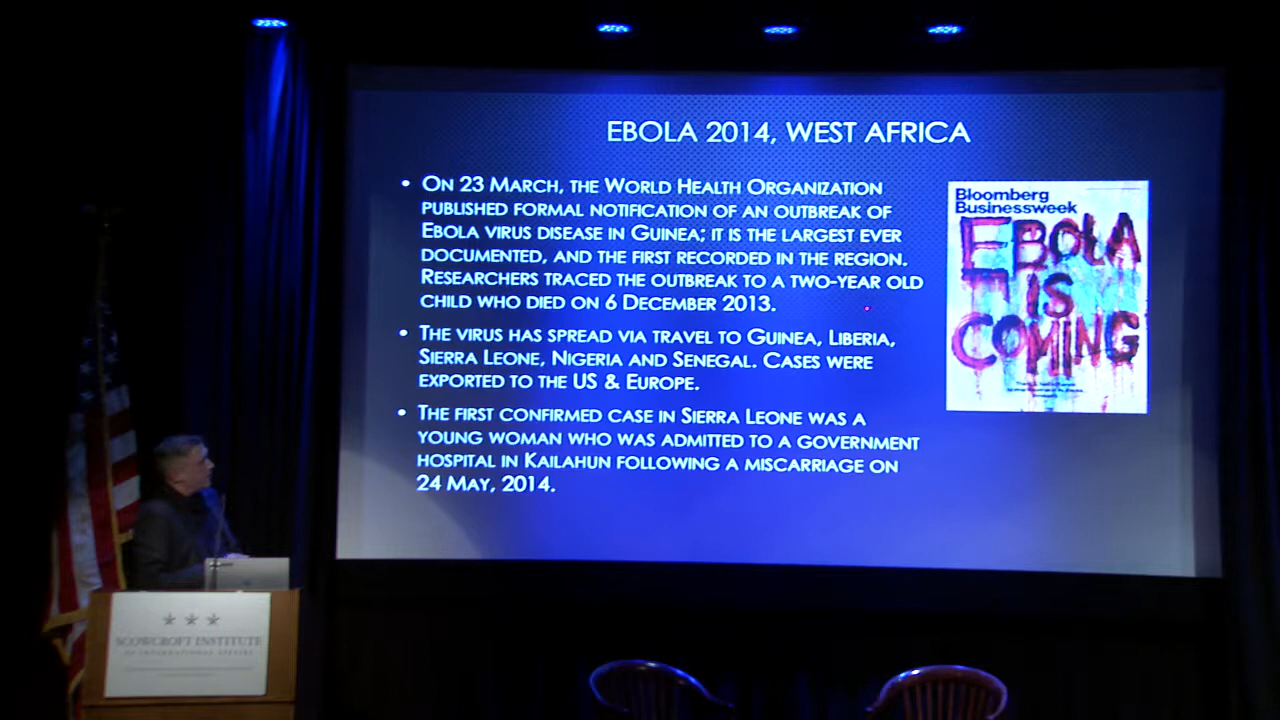 EBOLA 2014, WEST AFRICA
• On 23 March, the World Health Organization
published formal notification of an outbreak of
Ebola virus disease in Guinea; it is the largest ever
documented, and the first recorded in the region.
Researchers traced the outbreak to a two-year old
child who died on 6 December 2013.
• The virus has spread via travel to Guinea, Liberia,
Sierra Leone, Nigeria and Senegal. Cases were
exported to the US & Europe.
• The first confirmed case in Sierra Leone was a
young woman who was admitted to a government
hospital in Kailahun following a miscarriage on
24 May, 2014.
Bloomberg
Businessweek
EBOLA
IS
COMING
SCOWCROFT INSTITUTE
OF INTERNATIONAL AFFAIRS